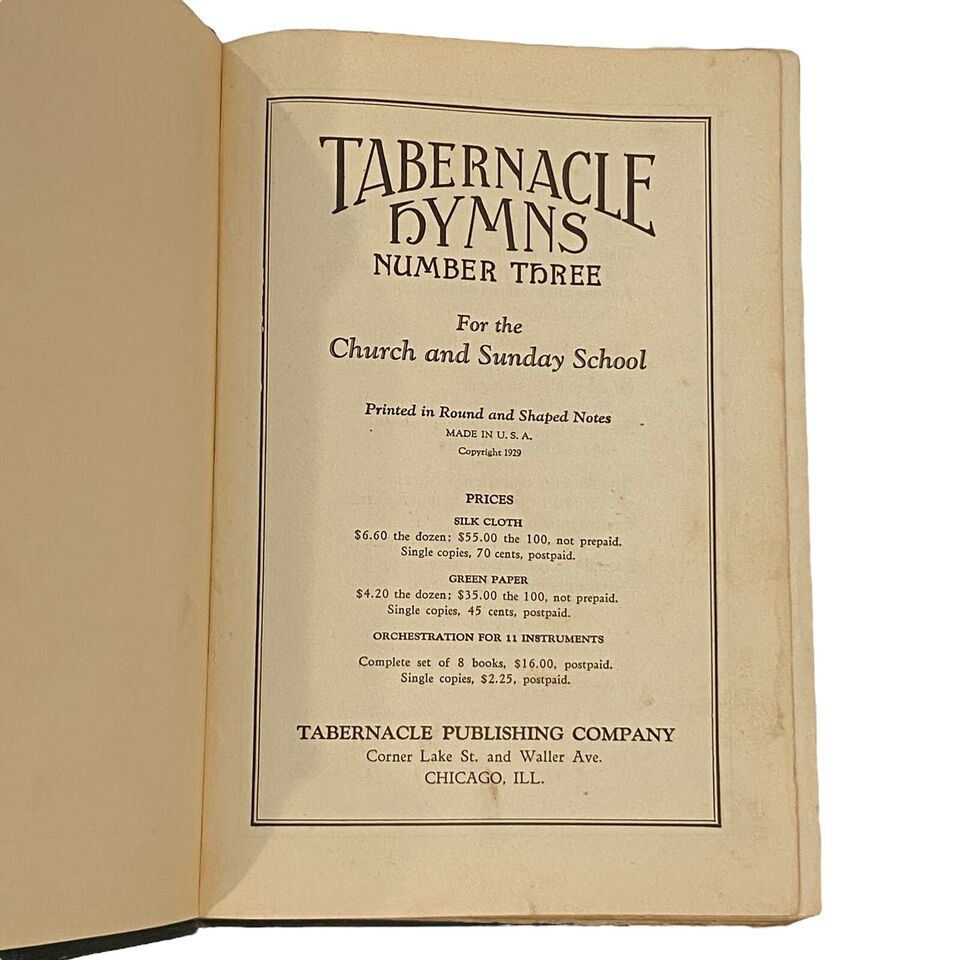 TABERNACLE
HYMNS
NUMBER THREE
For the
Church and Sunday School
Printed in Round and Shaped Notes
MADE IN U. S. A.
Copyright 1929
PRICES
SILK CLOTH
$6.60 the dozen; $55.00 the 100, not prepaid.
Single copies, 70 cents, postpaid.
GREEN PAPER
$4.20 the dozen; $35.00 the 100, not prepaid.
Single copies, 45 cents, postpaid.
ORCHESTRATION FOR 11 INSTRUMENTS
Complete set of 8 books, $16.00, postpaid.
Single copies, $2.25, postpaid.
TABERNACLE PUBLISHING COMPANY
Corner Lake St. and Waller Ave.
CHICAGO, ILL.